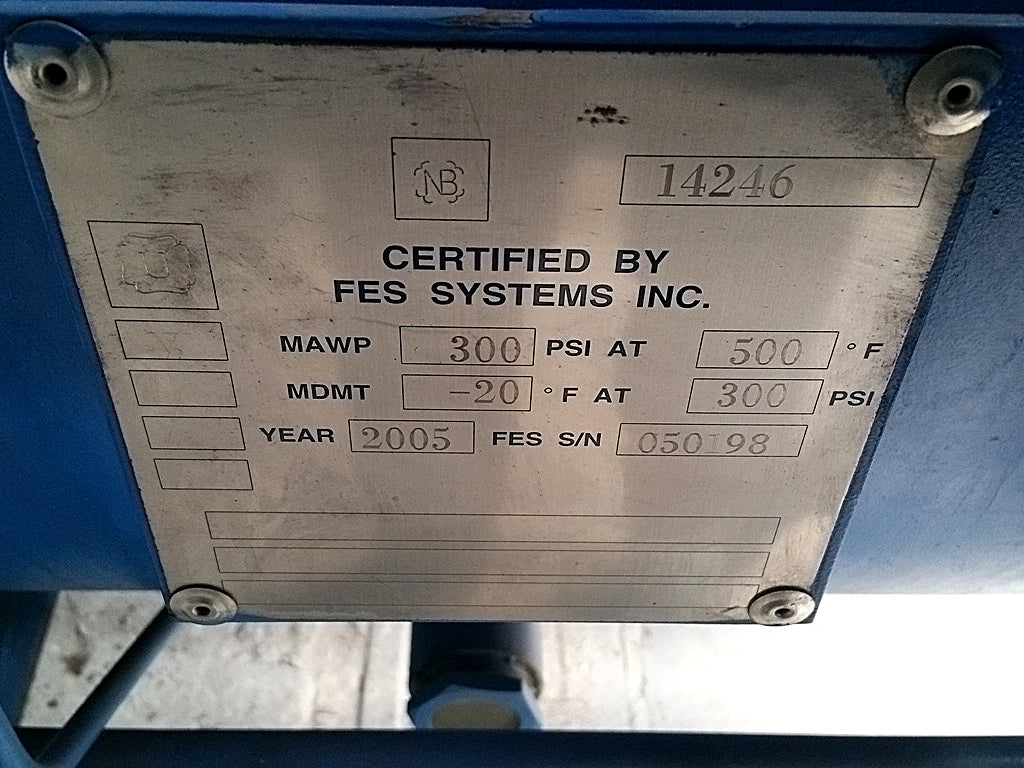 NB
14246
U
CERTIFIED BY
FES SYSTEMS INC.
MAWP 300 PSI AT 500 °F
MDMT -20 °F AT 300 PSI
YEAR 2005 FES S/N 050198